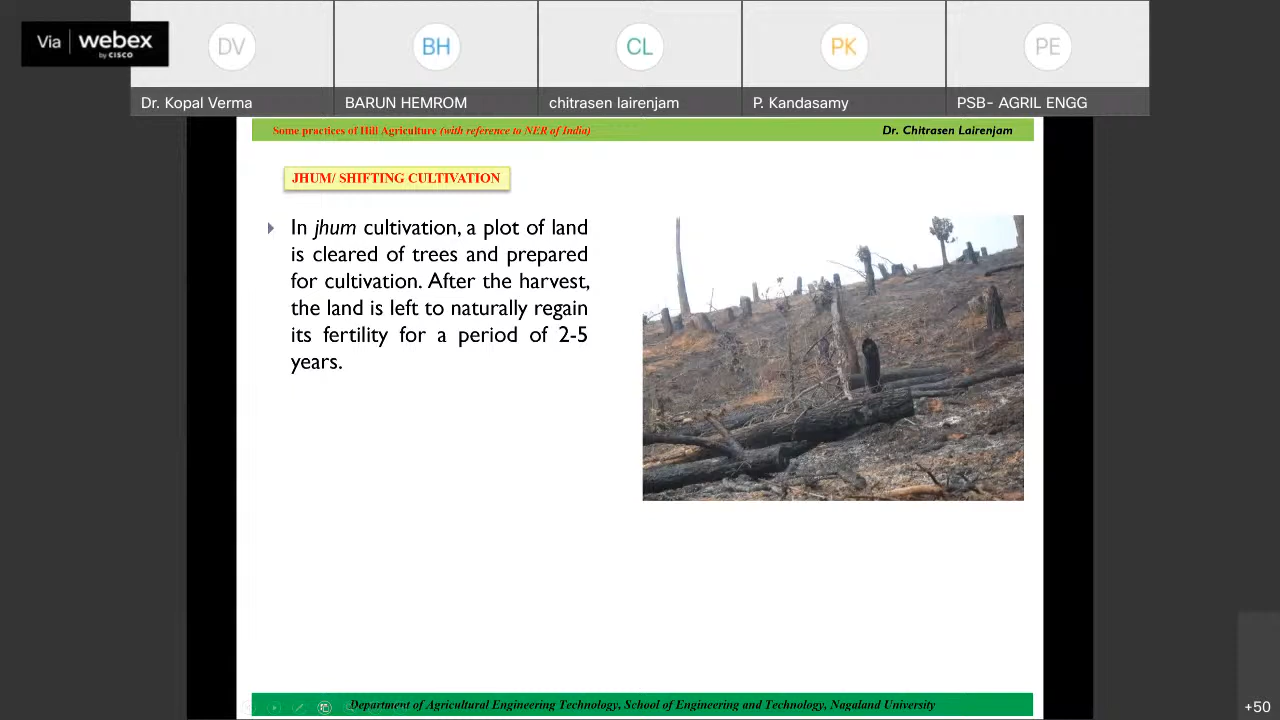 Via webex
by CISCO
DV
BH
CL
PK
PE
Dr. Kopal Verma
BARUN HEMROM
chitrasen lairenjam
P. Kandasamy
PSB- AGRIL ENGG
Some practices of Hill Agriculture (with reference to NER of India)
Dr. Chitrasen Lairenjam
JHUM/ SHIFTING CULTIVATION
In jhum cultivation, a plot of land
is cleared of trees and prepared
for cultivation. After the harvest,
the land is left to naturally regain
its fertility for a period of 2-5
years.
Department of Agricultural Engineering Technology, School of Engineering and Technology, Nagaland University
+50